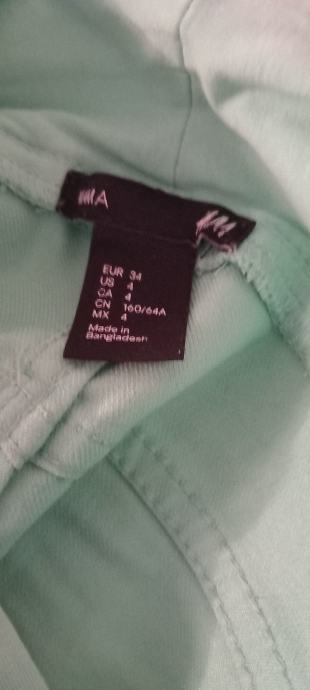 EUR 34
US 4
CA 4
CN 160/64A
MX 4
Made in
Bangladesh